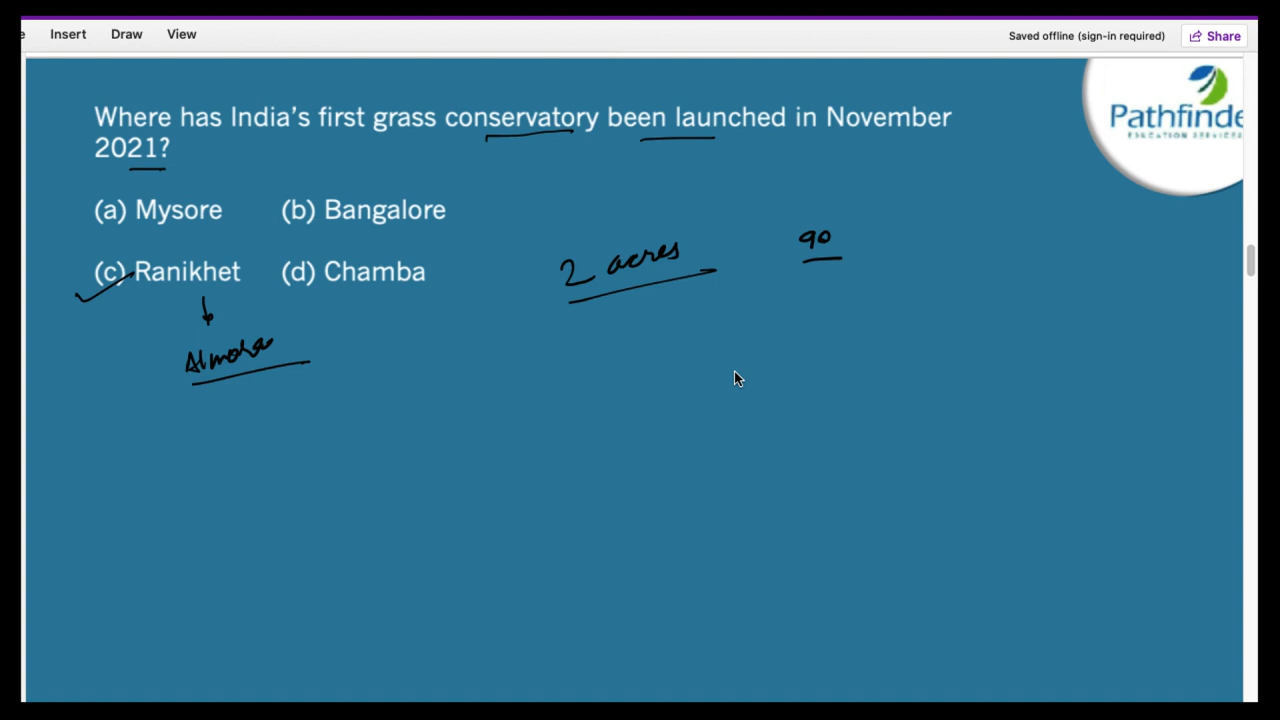 Insert Draw View Saved offline (sign-in required) Share
Where has India's first grass conservatory been launched in November
2021?
(a) Mysore (b) Bangalore
(c) Ranikhet (d) Chamba
2 acres 90
Almora
Pathfinde
EDUCATION SERVICES